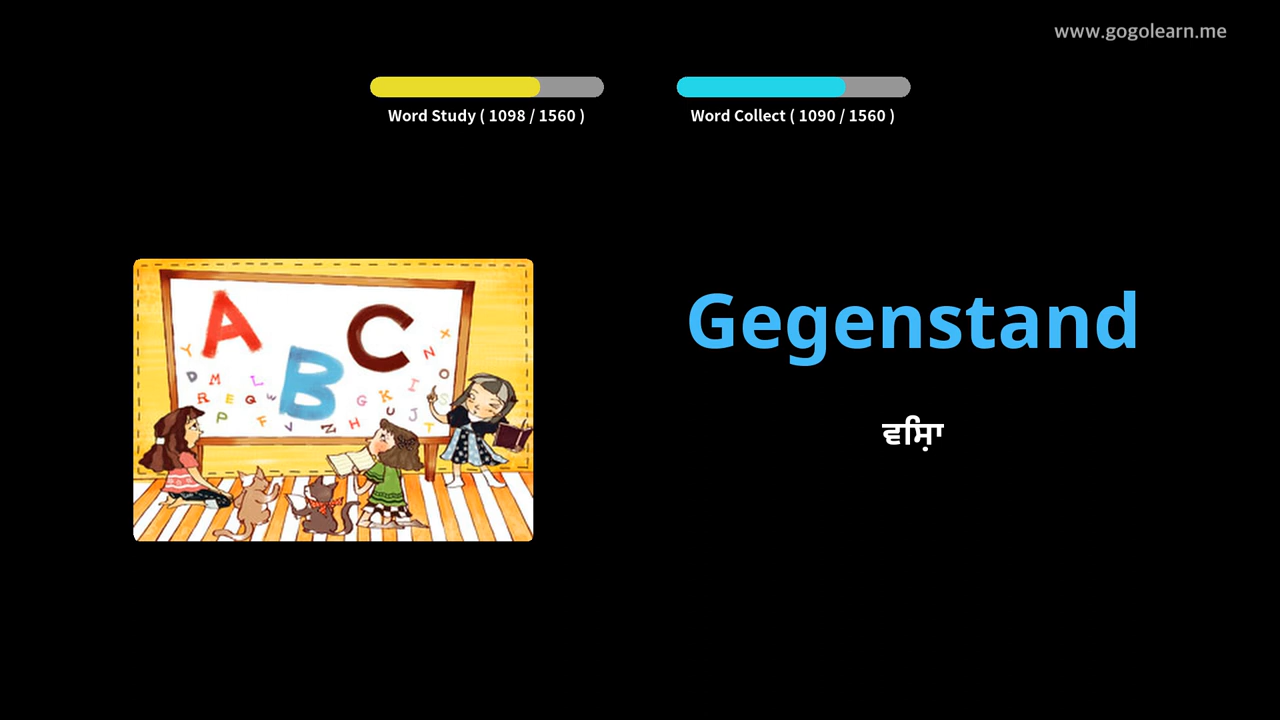 www.gogolearn.me
Word Study ( 1098 / 1560 )
Word Collect ( 1090 / 1560 )
A
B
C
X
Y
N
D M L O
R E Q W G K I S
P F V Z H U J T
Gegenstand
ਵਿਸ਼ਾ